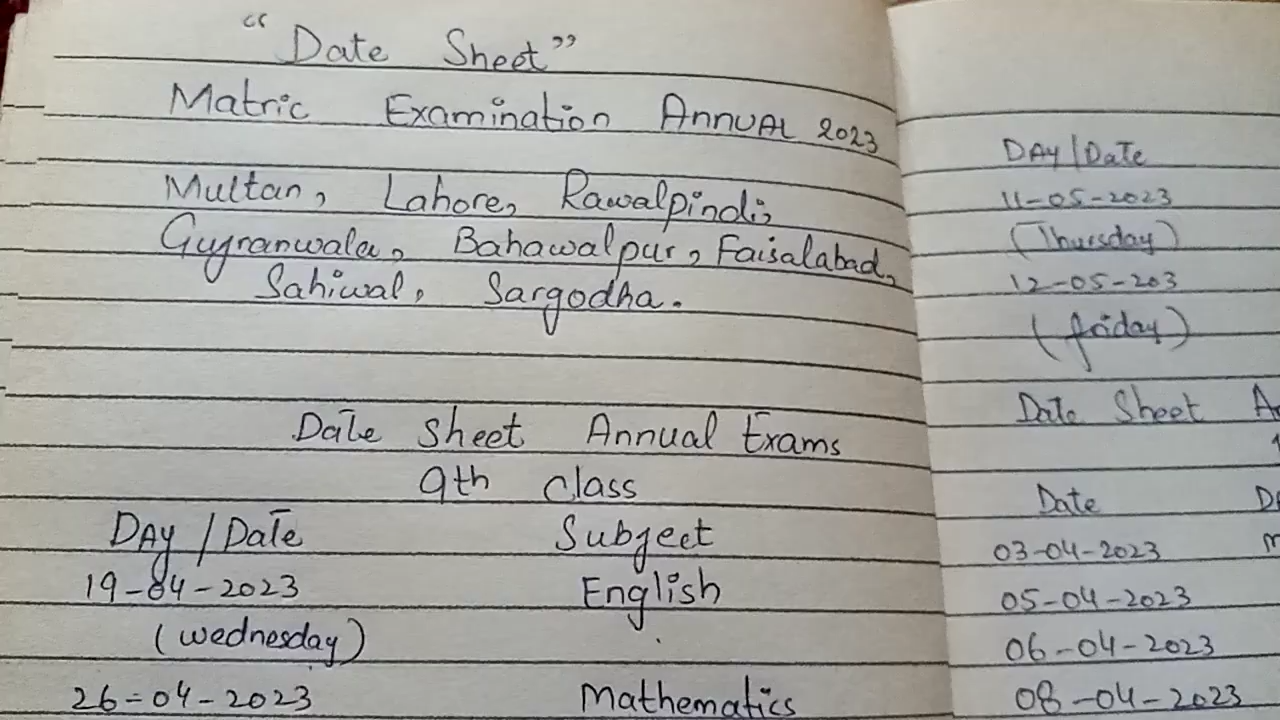 “Date Sheet”
Matric Examination Annual 2023
Multan, Lahore, Rawalpindi,
Gujranwala, Bahawalpur, Faisalabad,
Sahiwal, Sargodha.
Date Sheet Annual Exams
9th class
Day / Date Subject
19-04-2023 English
(wednesday)
26-04-2023 Mathematics
Day / Date
11-05-2023
(Thursday)
12-05-203
(friday)
Date Sheet
Date
03-04-2023
05-04-2023
06-04-2023
08-04-2023